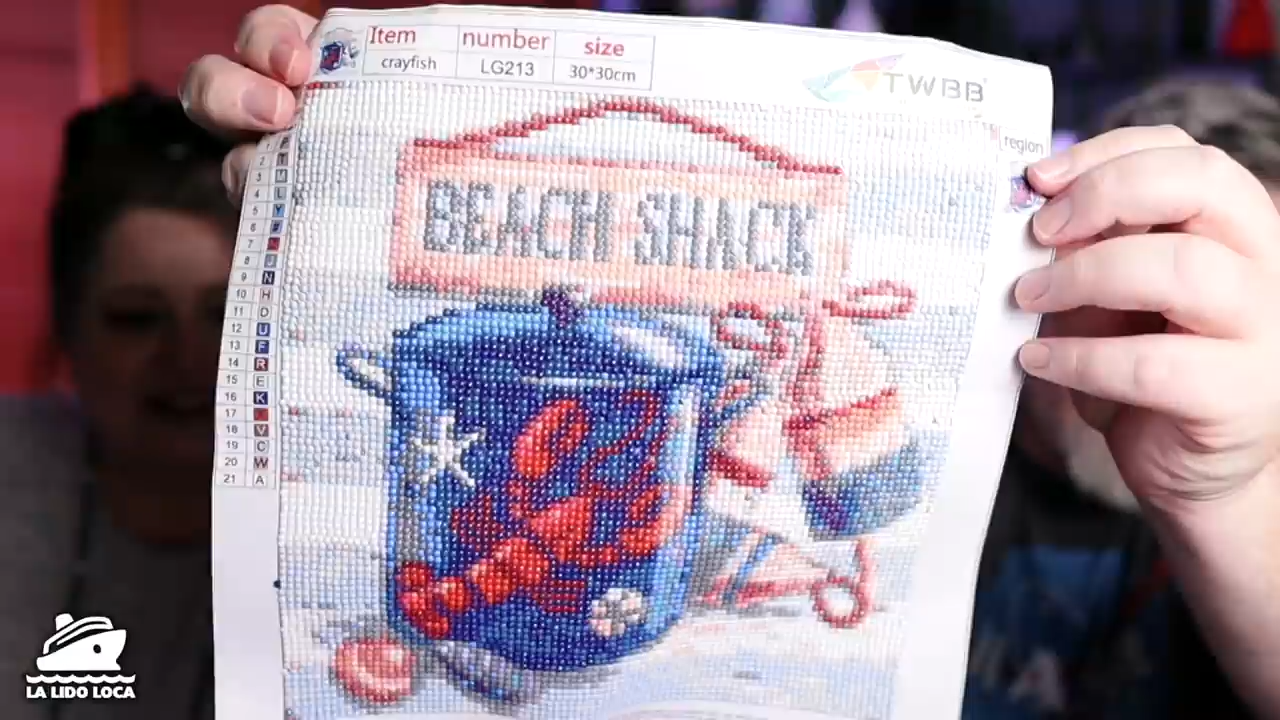 Item number size
crayfish LG213 30*30cm
TWBB
region
BEACH SHACK
2
3
4
5
6
7
8
9 N
10 H
11 D
12 U
13 F
14 R
15 E
16 K
17
18 V
19 C
20 W
21 A
LA LIDO LOCA